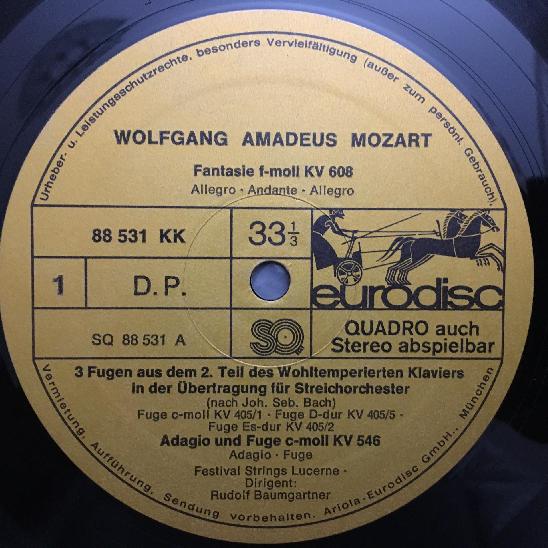 Urheber- u. Leistungsschutzrechte, besonders Vervielfältigung (außer zum persönl. Gebrauch),
WOLFGANG AMADEUS MOZART
Fantasie f-moll KV 608
Allegro · Andante · Allegro
88 531 KK
33 1/3
1
D.P.
eurodisc
SQ 88 531 A
SQ
QUADRO auch
Stereo abspielbar
3 Fugen aus dem 2. Teil des Wohltemperierten Klaviers
in der Übertragung für Streichorchester
(nach Joh. Seb. Bach)
Fuge c-moll KV 405/1 · Fuge D-dur KV 405/5 ·
Fuge Es-dur KV 405/2
Adagio und Fuge c-moll KV 546
Adagio · Fuge
Festival Strings Lucerne ·
Dirigent:
Rudolf Baumgartner
Vermietung, Aufführung, Sendung vorbehalten. Ariola-Eurodisc GmbH., München